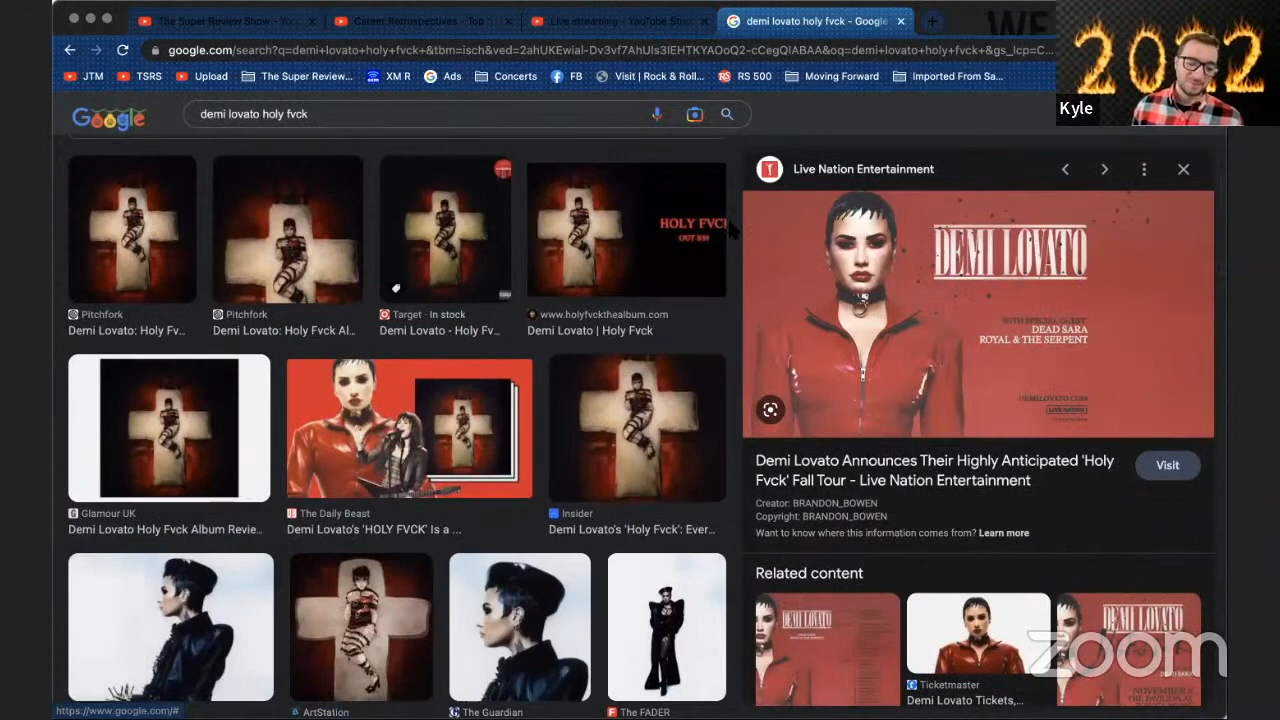 The Super Review Show - Yo
Career Retrospectives - Top S
Live streaming - YouTube Stu
demi lovato holy fvck - Google
WE
2022
google.com/search?q=demi+lovato+holy+fvck+&tbm=isch&ved=2ahUKEwial-Dv3vf7AhUIs3IEHTKYAOoQ2-cCegQIABAA&oq=demi+lovato+holy+fvck+&gs_lcp=C...
JTM
TSRS
Upload
The Super Review...
XM R
Ads
Concerts
FB
Visit | Rock & Roll...
RS 500
Moving Forward
Imported From Sa...
Kyle
Google
demi lovato holy fvck
Live Nation Entertainment
HOLY FVCK
Pitchfork
Demi Lovato: Holy Fv...
Pitchfork
Demi Lovato: Holy Fvck Al...
Target · In stock
Demi Lovato - Holy Fv...
www.holyfvckthealbum.com
Demi Lovato | Holy Fvck
DEMI LOVATO
WITH SPECIAL GUEST
DEAD SARA
ROYAL & THE SERPENT
DEMILOVATO.COM
LIVE NATION
Glamour UK
Demi Lovato Holy Fvck Album Revie...
The Daily Beast
Demi Lovato's 'HOLY FVCK' Is a ...
Insider
Demi Lovato's 'Holy Fvck': Ever...
Demi Lovato Announces Their Highly Anticipated 'Holy
Fvck' Fall Tour - Live Nation Entertainment
Visit
Creator: BRANDON_BOWEN
Copyright: BRANDON_BOWEN
Want to know where this information comes from? Learn more
Related content
DEMI LOVATO
DEMI LOVATO
Ticketmaster
Demi Lovato Tickets,...
ArtStation
The Guardian
The FADER
https://www.google.com/#
zoom